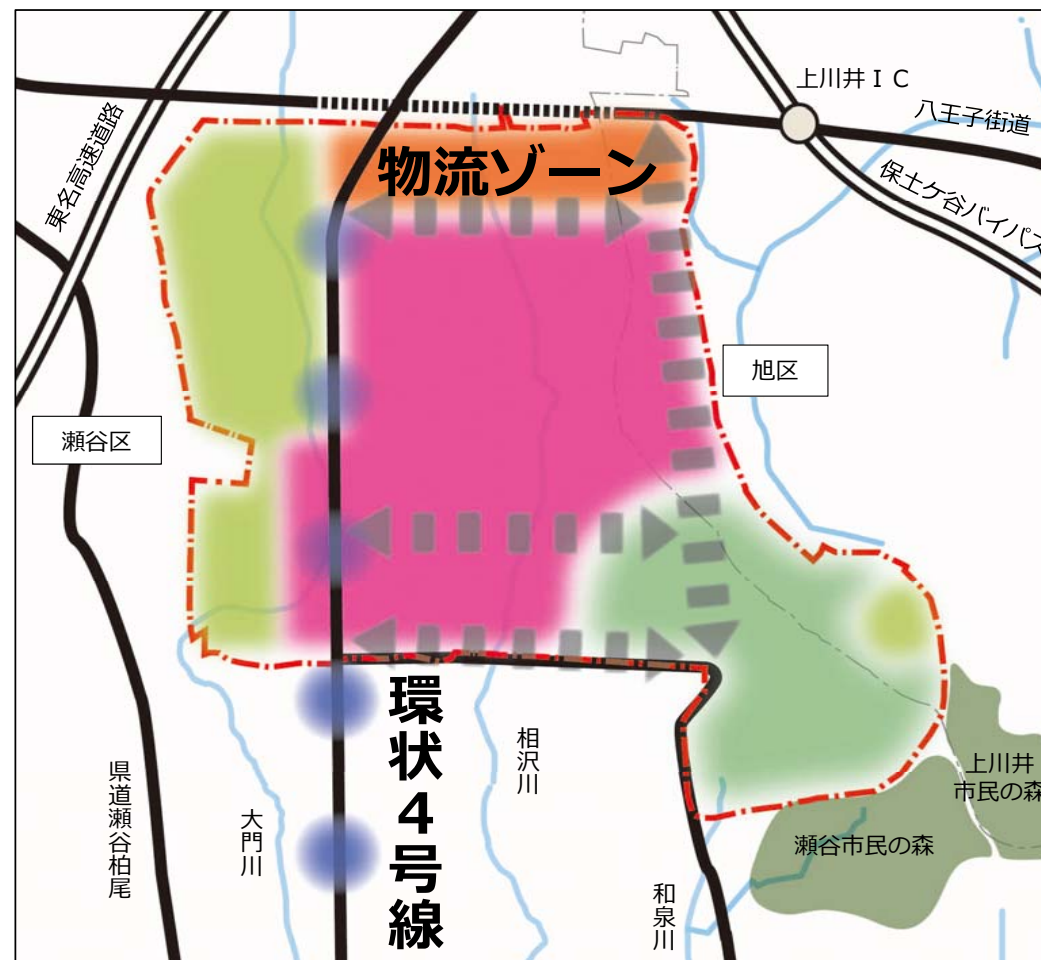 上川井ＩＣ
八王子街道
東名高速道路
物流ゾーン
保土ケ谷バイパス
旭区
瀬谷区
環状４号線
相沢川
県道瀬谷柏尾
大門川
上川井
市民の森
瀬谷市民の森
和泉川